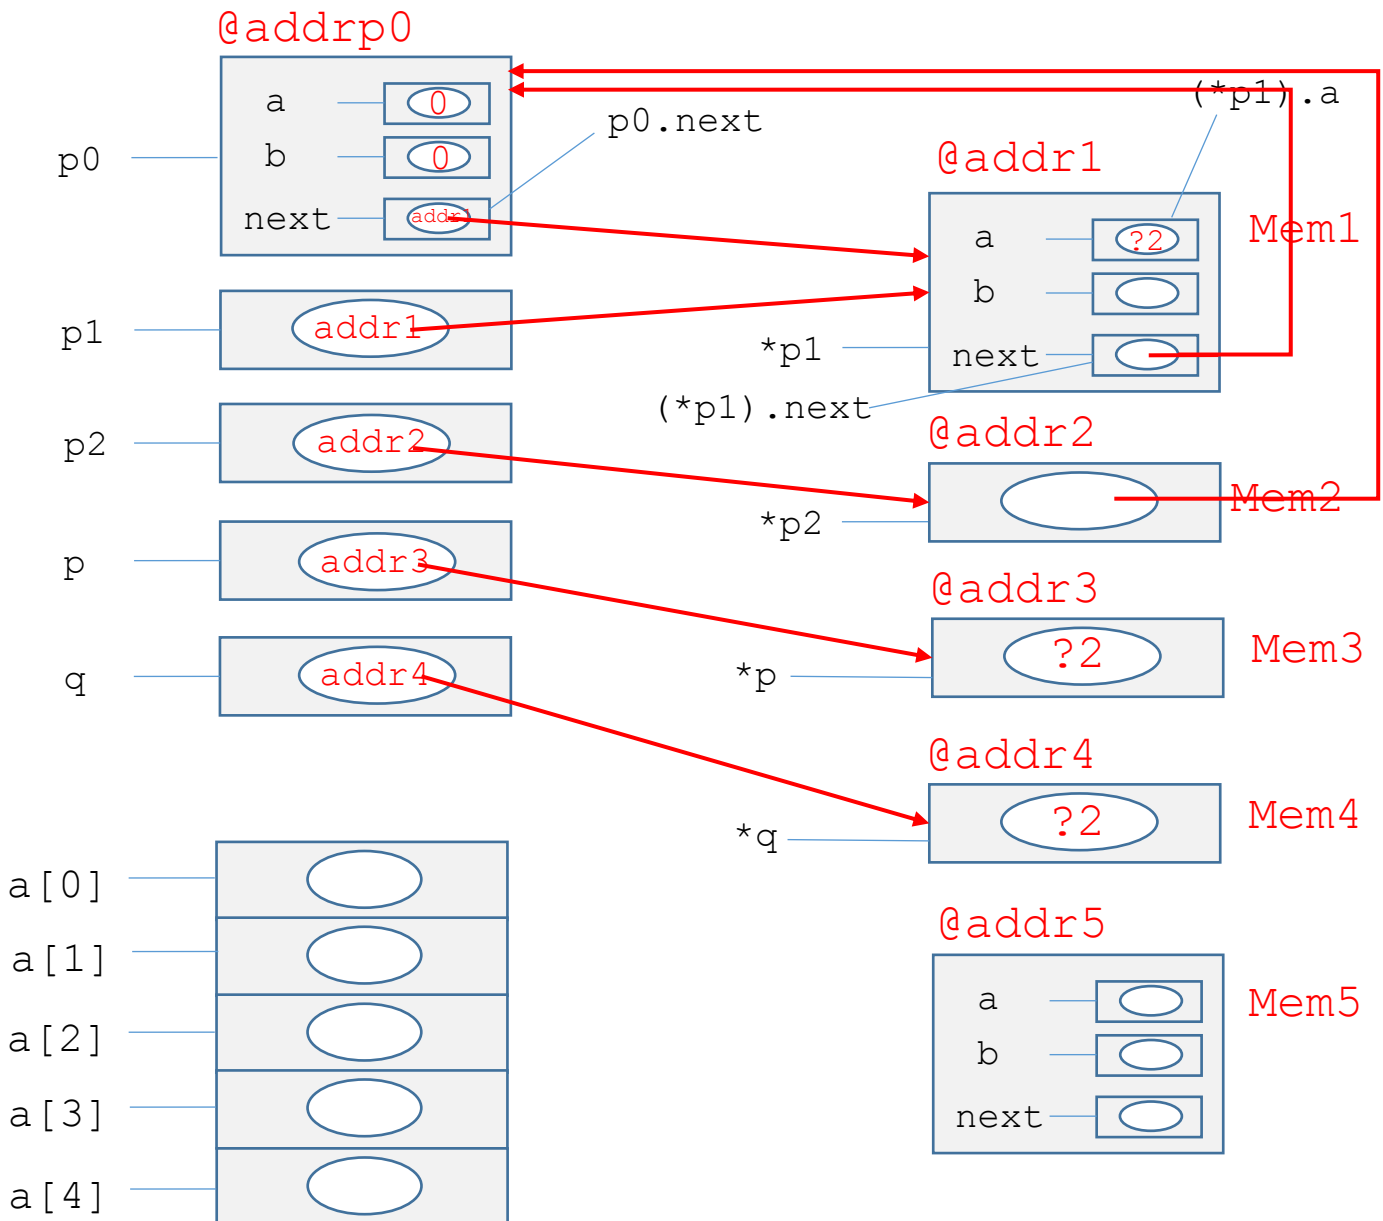 @addrp0
a 0
b 0
next addr1
p0
p0.next
(*p1).a
@addr1
a ?2
b
next
Mem1
*p1
(*p1).next
p1 addr1
p2 addr2
@addr2
Mem2
*p2
p addr3
@addr3
?2
Mem3
*p
q addr4
@addr4
?2
Mem4
*q
a[0]
a[1]
a[2]
a[3]
a[4]
@addr5
a
b
next
Mem5